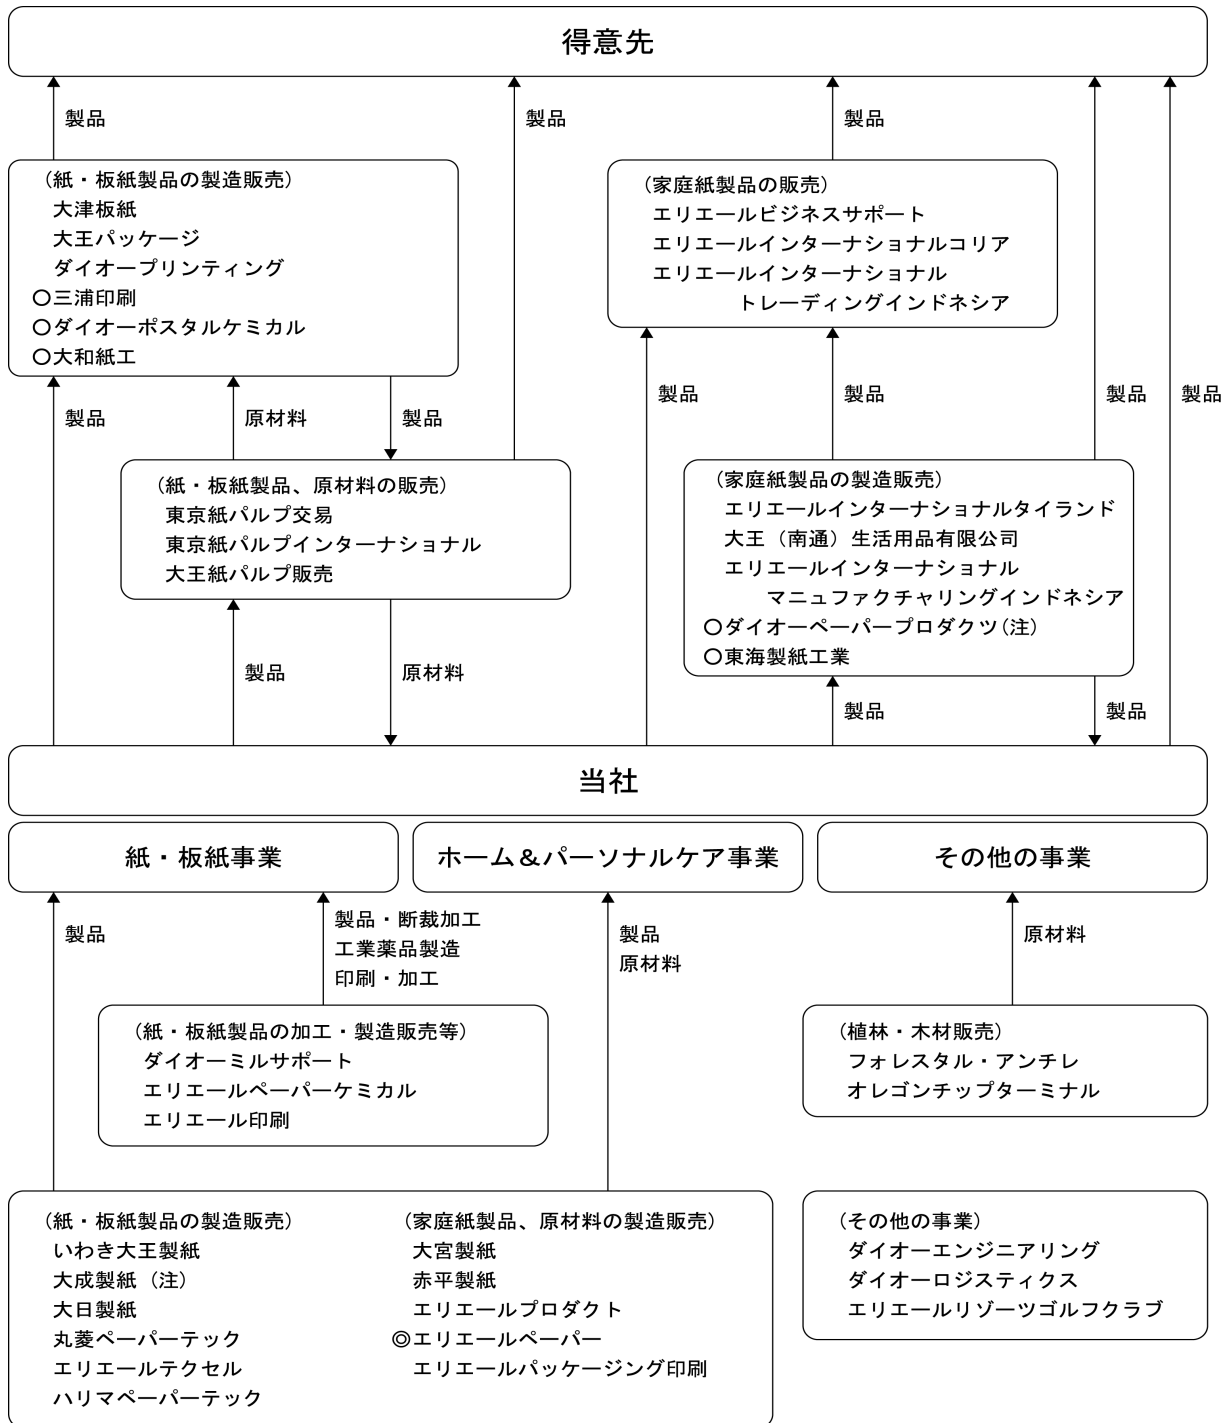 得意先
製品
製品
製品
(紙・板紙製品の製造販売)
大津板紙
大王パッケージ
ダイオープリンティング
○三浦印刷
○ダイオーポスタルケミカル
○大和紙工
(家庭紙製品の販売)
エリエールビジネスサポート
エリエールインターナショナルコリア
エリエールインターナショナル
トレーディングインドネシア
製品
原材料
製品
製品
製品
製品
製品
(紙・板紙製品、原材料の販売)
東京紙パルプ交易
東京紙パルプインターナショナル
大王紙パルプ販売
(家庭紙製品の製造販売)
エリエールインターナショナルタイランド
大王(南通)生活用品有限公司
エリエールインターナショナル
マニュファクチャリングインドネシア
○ダイオーペーパープロダクツ(注)
○東海製紙工業
製品
原材料
製品
製品
当社
紙・板紙事業
ホーム&パーソナルケア事業
その他の事業
製品
製品・断裁加工
工業薬品製造
印刷・加工
製品
原材料
原材料
(紙・板紙製品の加工・製造販売等)
ダイオーミルサポート
エリエールペーパーケミカル
エリエール印刷
(植林・木材販売)
フォレスタル・アンチレ
オレゴンチップターミナル
(紙・板紙製品の製造販売)
いわき大王製紙
大成製紙(注)
大日製紙
丸菱ペーパーテック
エリエールテクセル
ハリマペーパーテック
(家庭紙製品、原材料の製造販売)
大宮製紙
赤平製紙
エリエールプロダクト
◎エリエールペーパー
エリエールパッケージング印刷
(その他の事業)
ダイオーエンジニアリング
ダイオーロジスティクス
エリエールリゾーツゴルフクラブ